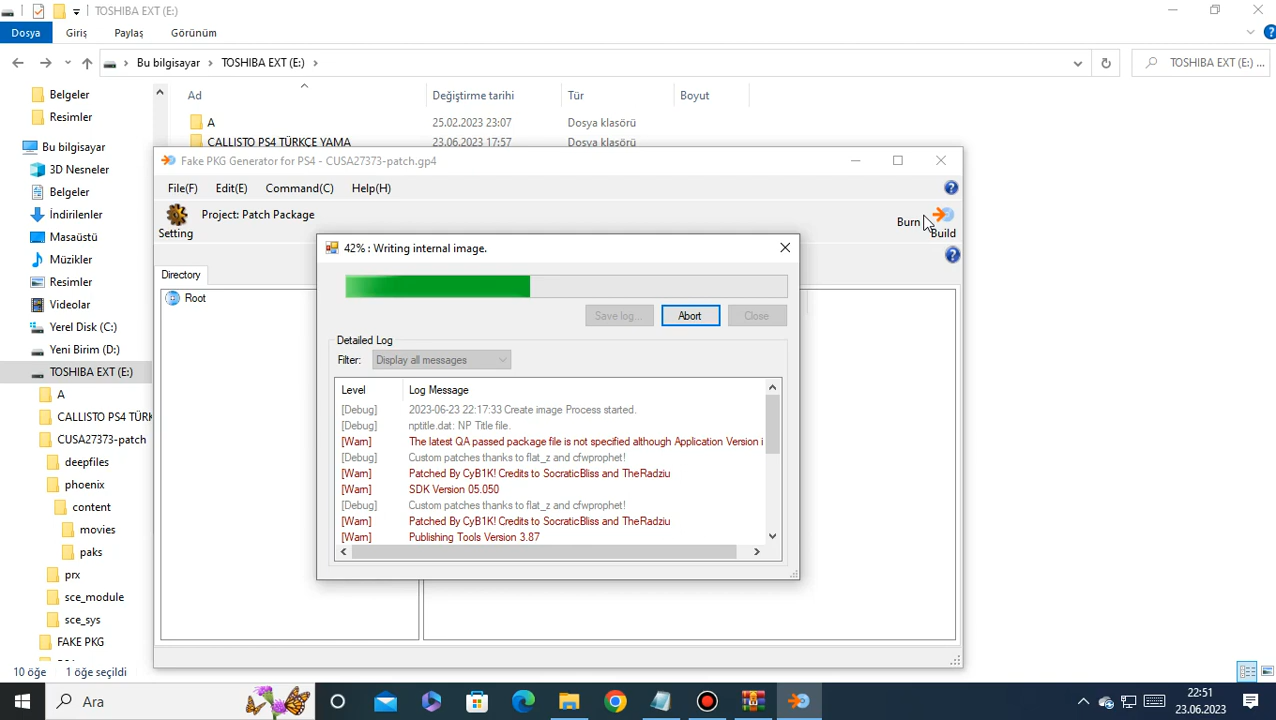 TOSHIBA EXT (E:)
Dosya
Giriş
Paylaş
Görünüm
Bu bilgisayar
TOSHIBA EXT (E:)
TOSHIBA EXT (E:) ...
Ad
Değiştirme tarihi
Tür
Boyut
A
25.02.2023 23:07
Dosya klasörü
CALLISTO PS4 TÜRKÇE YAMA
23.06.2023 17:57
Dosya klasörü
Belgeler
Resimler
Bu bilgisayar
3D Nesneler
Belgeler
İndirilenler
Masaüstü
Müzikler
Resimler
Videolar
Yerel Disk (C:)
Yeni Birim (D:)
TOSHIBA EXT (E:)
A
CALLISTO PS4 TÜRK
CUSA27373-patch
deepfiles
phoenix
content
movies
paks
prx
sce_module
sce_sys
FAKE PKG
10 öğe
1 öğe seçildi
Fake PKG Generator for PS4 - CUSA27373-patch.gp4
File(F)
Edit(E)
Command(C)
Help(H)
Setting
Project: Patch Package
Burn
Build
Directory
Root
42% : Writing internal image.
Save log...
Abort
Close
Detailed Log
Filter:
Display all messages
Level
Log Message
[Debug] 2023-06-23 22:17:33 Create image Process started.
[Debug] nptitle.dat: NP Title file.
[Warn] The latest QA passed package file is not specified although Application Version i
[Debug] Custom patches thanks to flat_z and cfwprophet!
[Warn] Patched By CyB1K! Credits to SocraticBliss and TheRadziu
[Warn] SDK Version 05.050
[Debug] Custom patches thanks to flat_z and cfwprophet!
[Warn] Patched By CyB1K! Credits to SocraticBliss and TheRadziu
[Warn] Publishing Tools Version 3.87
Ara
22:51
23.06.2023